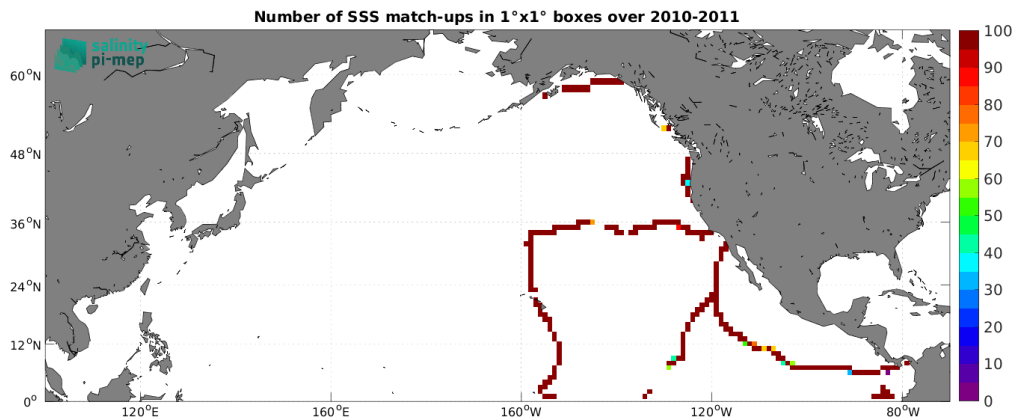 Number of SSS match-ups in 1°x1° boxes over 2010-2011
salinity
pi-mep
60°N
48°N
36°N
24°N
12°N
0°
120°E
160°E
160°W
120°W
80°W
100
90
80
70
60
50
40
30
20
10
0